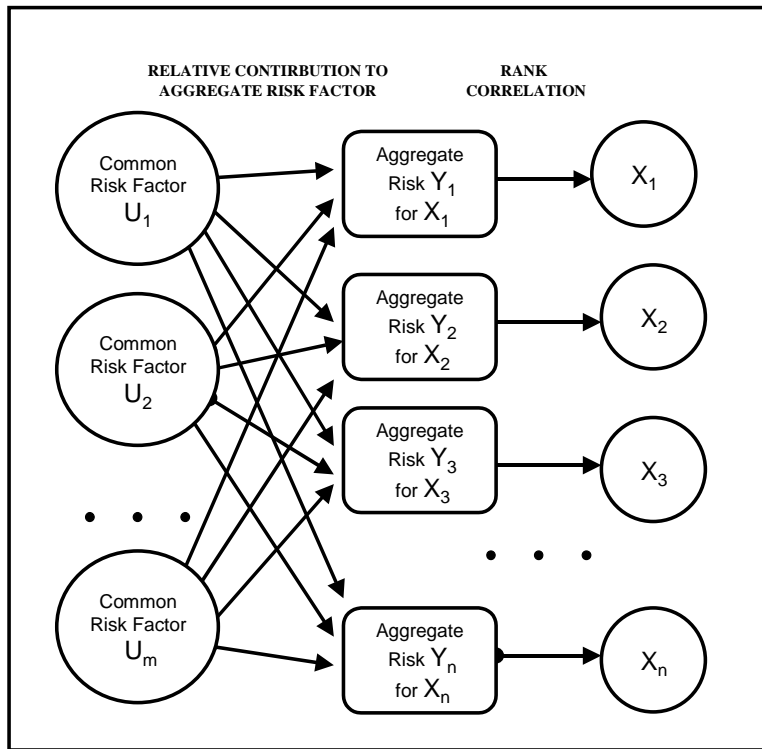 RELATIVE CONTIRBUTION TO
AGGREGATE RISK FACTOR
RANK
CORRELATION
Common
Risk Factor
U1
Aggregate
Risk Y1
for X1
X1
Common
Risk Factor
U2
Aggregate
Risk Y2
for X2
X2
Aggregate
Risk Y3
for X3
X3
• • •
• • •
Common
Risk Factor
Um
Aggregate
Risk Yn
for Xn
Xn